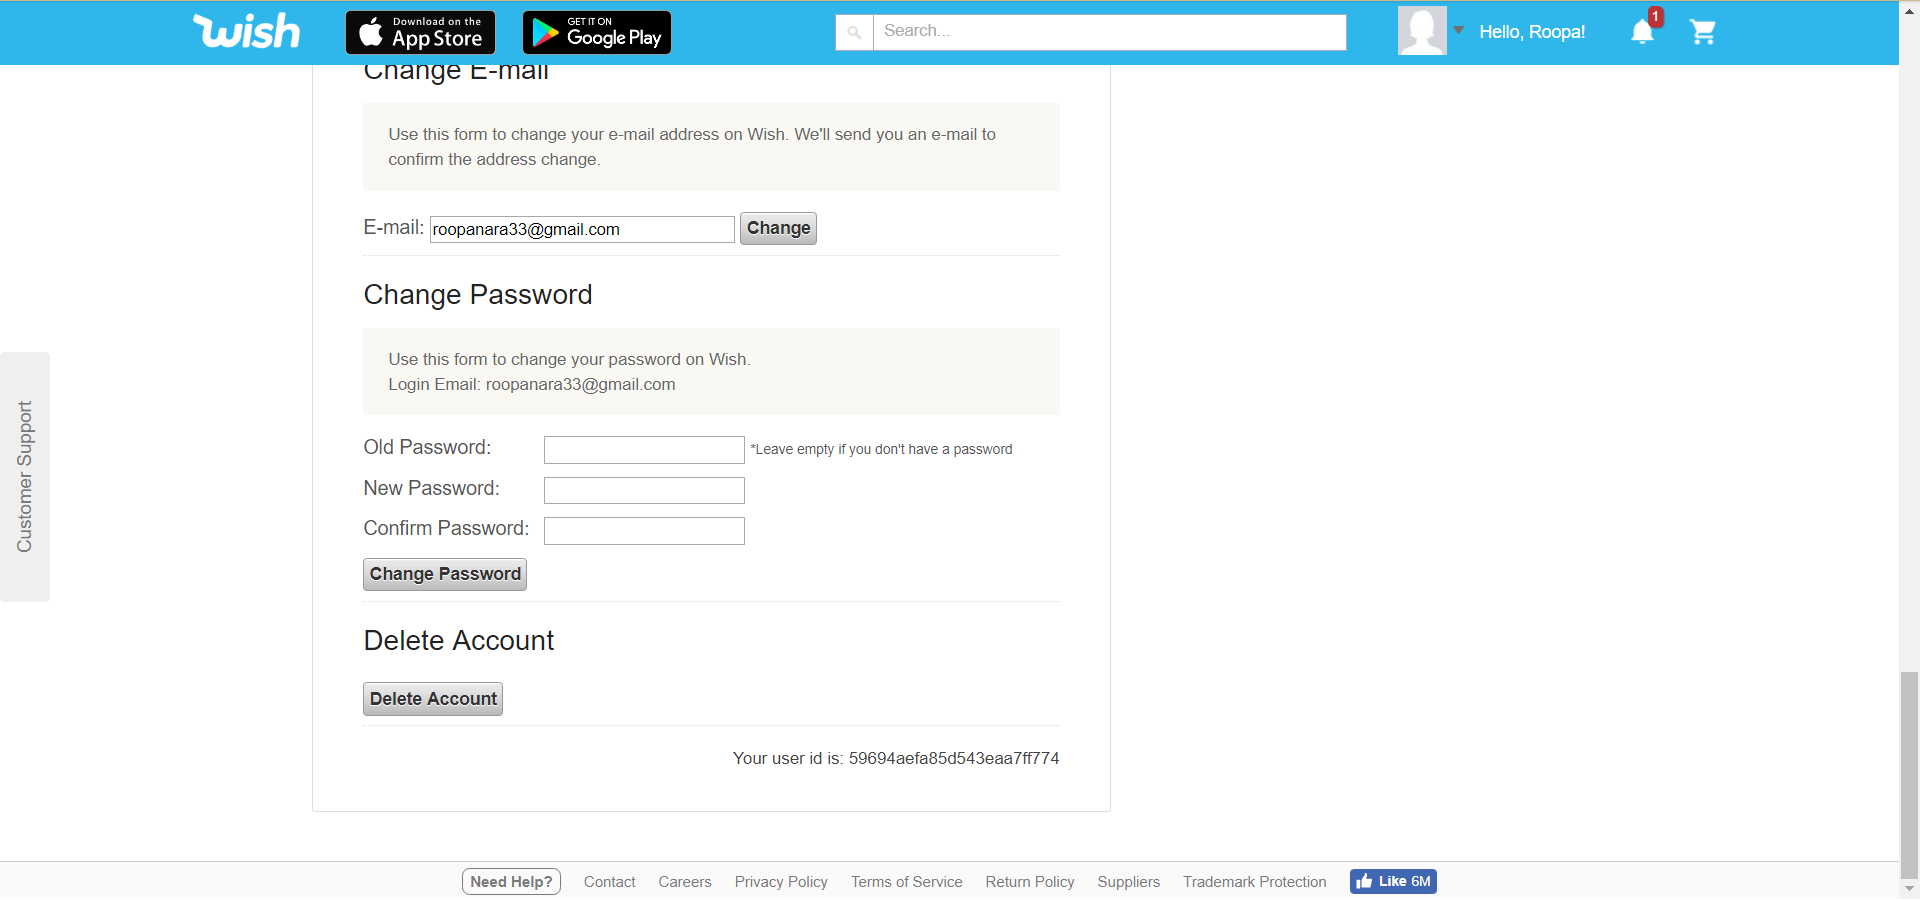 wish
Download on the
App Store
GET IT ON
Google Play
Search...
Hello, Roopa!
1
Change E-mail
Use this form to change your e-mail address on Wish. We'll send you an e-mail to
confirm the address change.
E-mail: roopanara33@gmail.com Change
Change Password
Use this form to change your password on Wish.
Login Email: roopanara33@gmail.com
Old Password: *Leave empty if you don't have a password
New Password:
Confirm Password:
Change Password
Delete Account
Delete Account
Your user id is: 59694aefa85d543eaa7ff774
Customer Support
Need Help? Contact Careers Privacy Policy Terms of Service Return Policy Suppliers Trademark Protection Like 6M